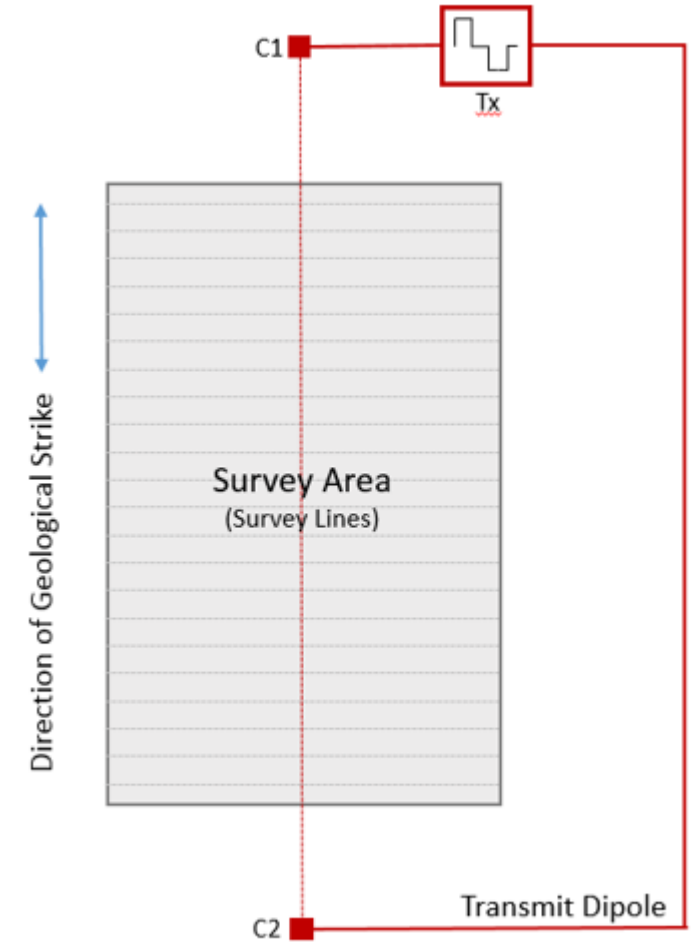 C1
Tx
Direction of Geological Strike
Survey Area
(Survey Lines)
Transmit Dipole
C2